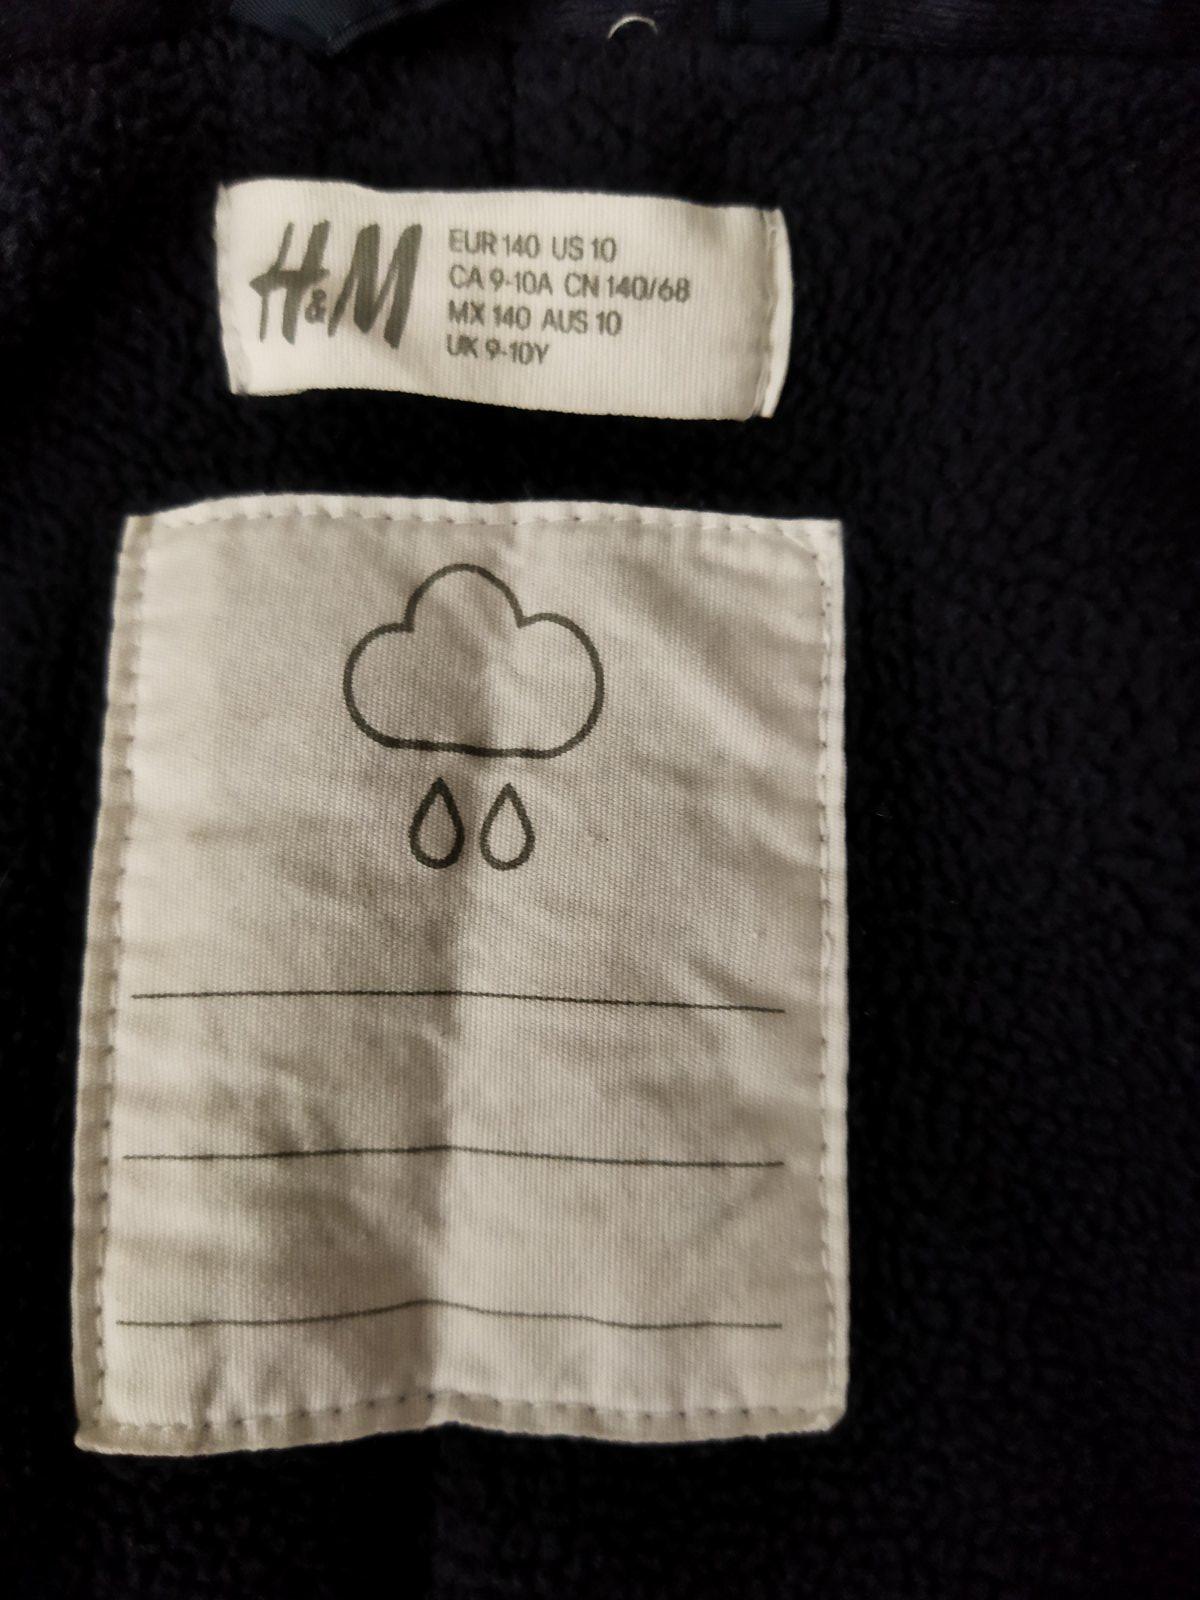 H&M
EUR 140 US 10
CA 9-10A CN 140/68
MX 140 AUS 10
UK 9-10Y